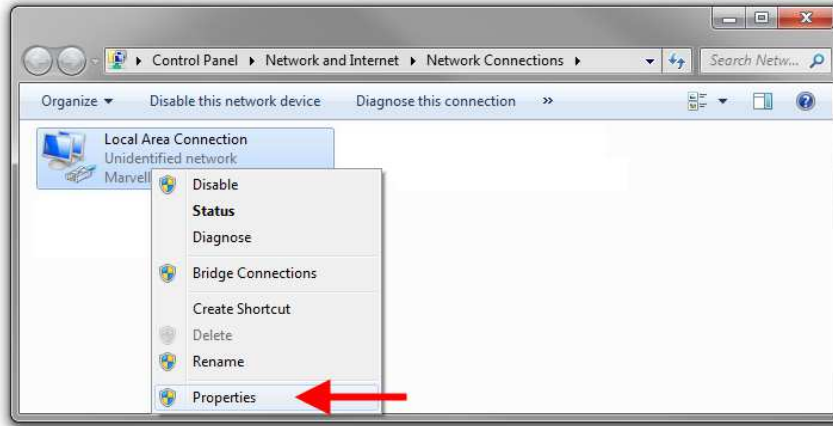 Control Panel Network and Internet Network Connections Search Netw...
Organize Disable this network device Diagnose this connection »
Local Area Connection
Unidentified network
Marvell
Disable
Status
Diagnose
Bridge Connections
Create Shortcut
Delete
Rename
Properties